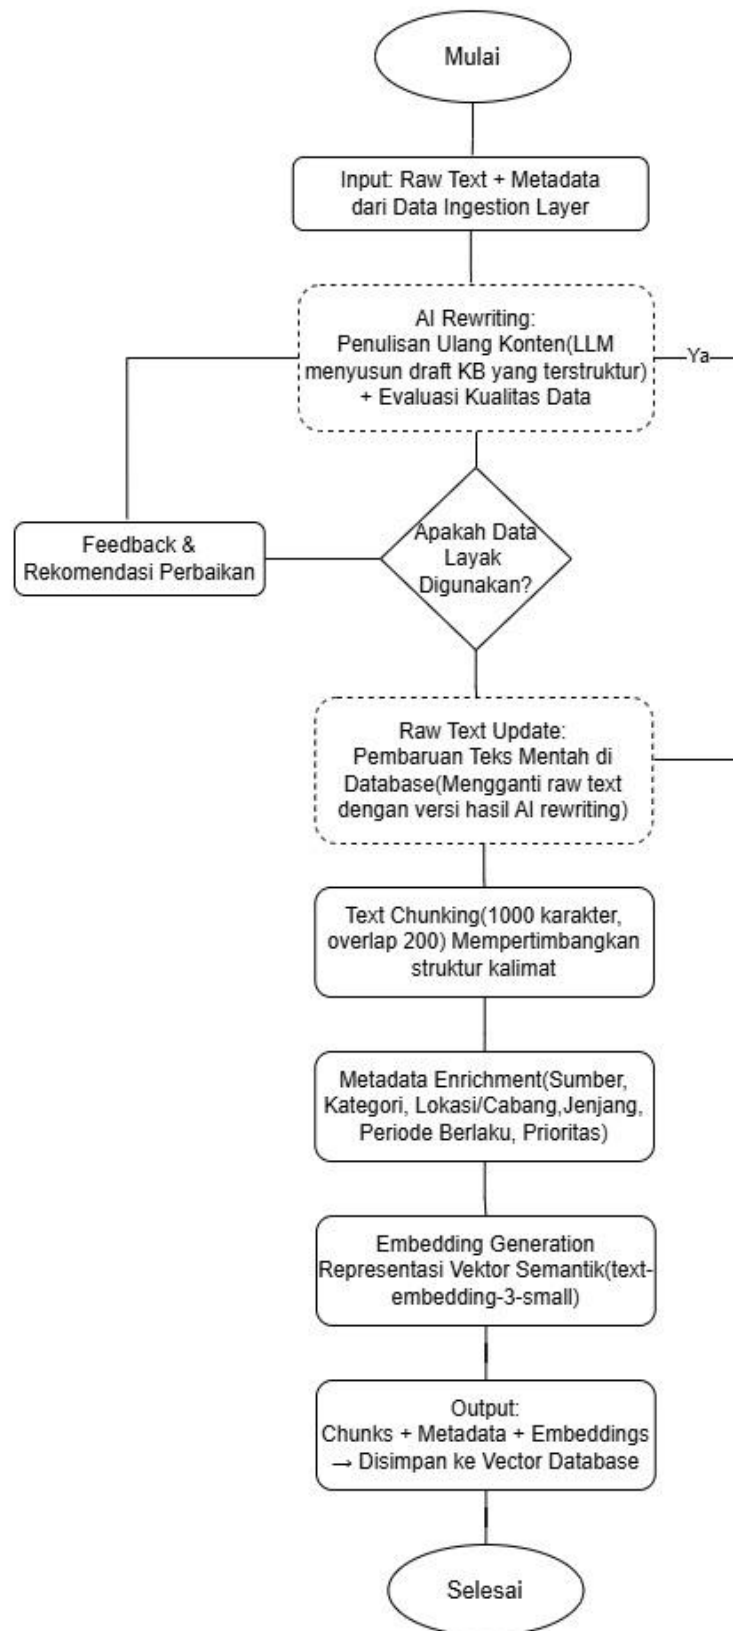 Mulai
Input: Raw Text + Metadata
dari Data Ingestion Layer
AI Rewriting:
Penulisan Ulang Konten(LLM
menyusun draft KB yang terstruktur)
+ Evaluasi Kualitas Data
Ya
Feedback &
Rekomendasi Perbaikan
Apakah Data
Layak
Digunakan?
Raw Text Update:
Pembaruan Teks Mentah di
Database(Mengganti raw text
dengan versi hasil AI rewriting)
Text Chunking(1000 karakter,
overlap 200) Mempertimbangkan
struktur kalimat
Metadata Enrichment(Sumber,
Kategori, Lokasi/Cabang,Jenjang,
Periode Berlaku, Prioritas)
Embedding Generation
Representasi Vektor Semantik(text-
embedding-3-small)
Output:
Chunks + Metadata + Embeddings
→ Disimpan ke Vector Database
Selesai